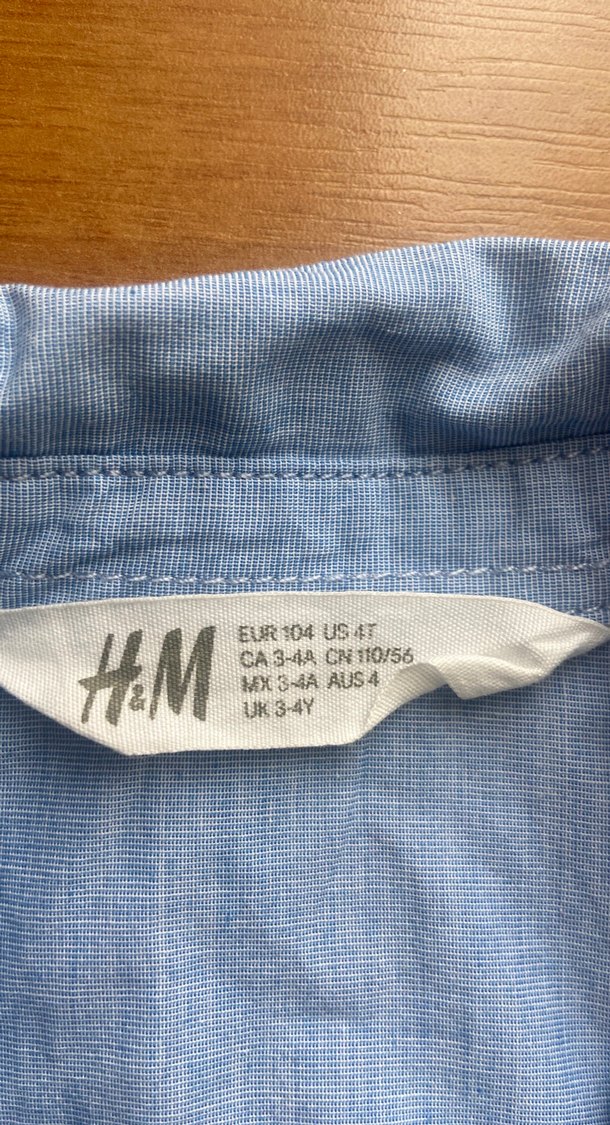 H&M
EUR 104 US 4T
CA 3-4A CN 110/56
MX 3-4A AUS 4
UK 3-4Y